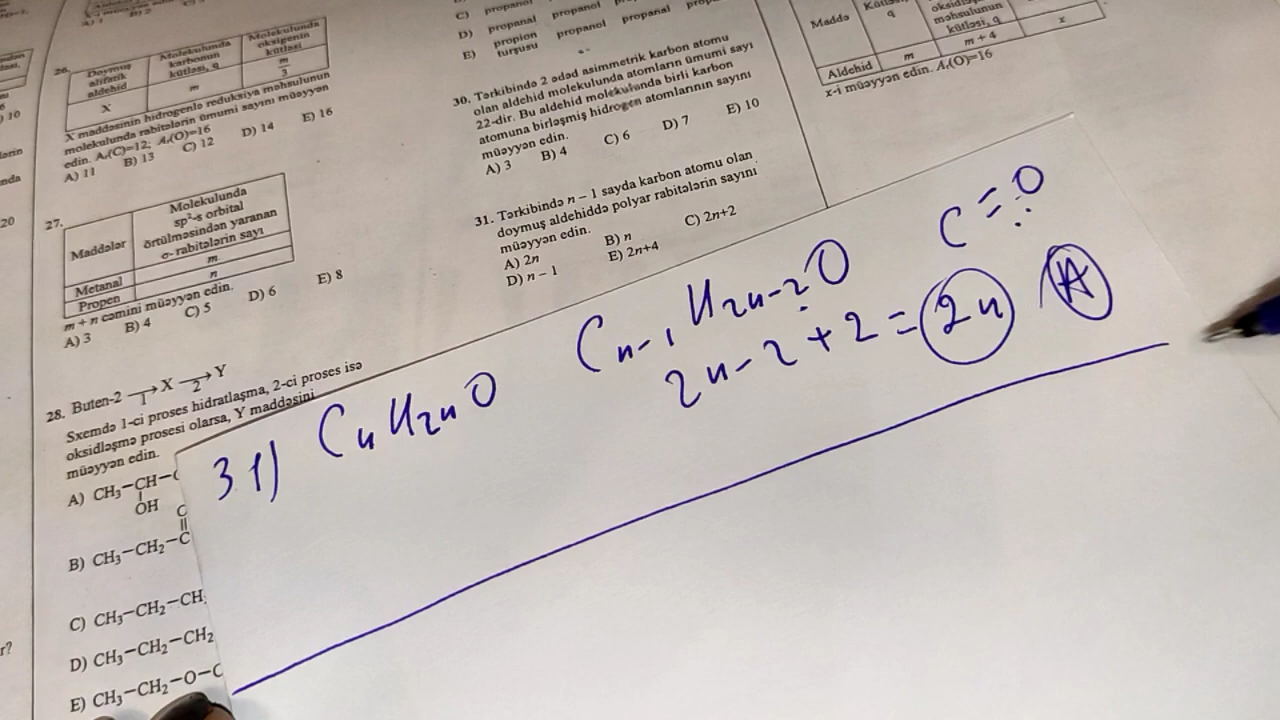 26.
Doymuş alifatik aldehid
Molekulunda karbonun kütləsi, q
Molekulunda oksigenin kütləsi
X
m
m/3
X maddəsinin hidrogenlə reduksiya məhsulunun
molekulunda rabitələrin ümumi sayını müəyyən
edin. Aᵣ(C)=12; Aᵣ(O)=16
A) 11 B) 13 C) 12 D) 14 E) 16
27.
Maddələr
Molekulunda sp²-s orbital örtülməsindən yaranan σ-rabitələrin sayı
Metanal m
Propen n
m + n cəmini müəyyən edin.
A) 3 B) 4 C) 5 D) 6 E) 8
28. Buten-2 →1 X →2 Y
Sxemdə 1-ci proses hidratlaşma, 2-ci proses isə
oksidləşmə prosesi olarsa, Y maddəsini
müəyyən edin.
A) CH₃−CH−
OH
B) CH₃−CH₂−C
C) CH₃−CH₂−CH
D) CH₃−CH₂−CH₂
E) CH₃−CH₂−O−C
C) propanol
D) propanal propanol propanal
E) propion turşusu propanol
30. Tərkibində 2 ədəd asimmetrik karbon atomu
olan aldehid molekulunda atomların ümumi sayı
22-dir. Bu aldehid molekulunda birli karbon
atomuna birləşmiş hidrogen atomlarının sayını
müəyyən edin.
A) 3 B) 4 C) 6 D) 7 E) 10
31. Tərkibində n − 1 sayda karbon atomu olan
doymuş aldehiddə polyar rabitələrin sayını
müəyyən edin.
A) 2n B) n C) 2n+2
D) n − 1 E) 2n+4
Maddə
q
məhsulunun kütləsi, q
x
Aldehid m m + 4
x-i müəyyən edin. Aᵣ(O)=16
31) CnH2nO Cn-1H2n-2O C=O
2n-2+2=2n A